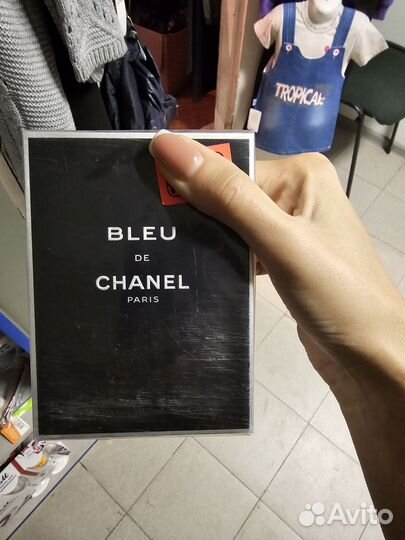 TROPICAL
BLEU
DE
CHANEL
PARIS
Avito